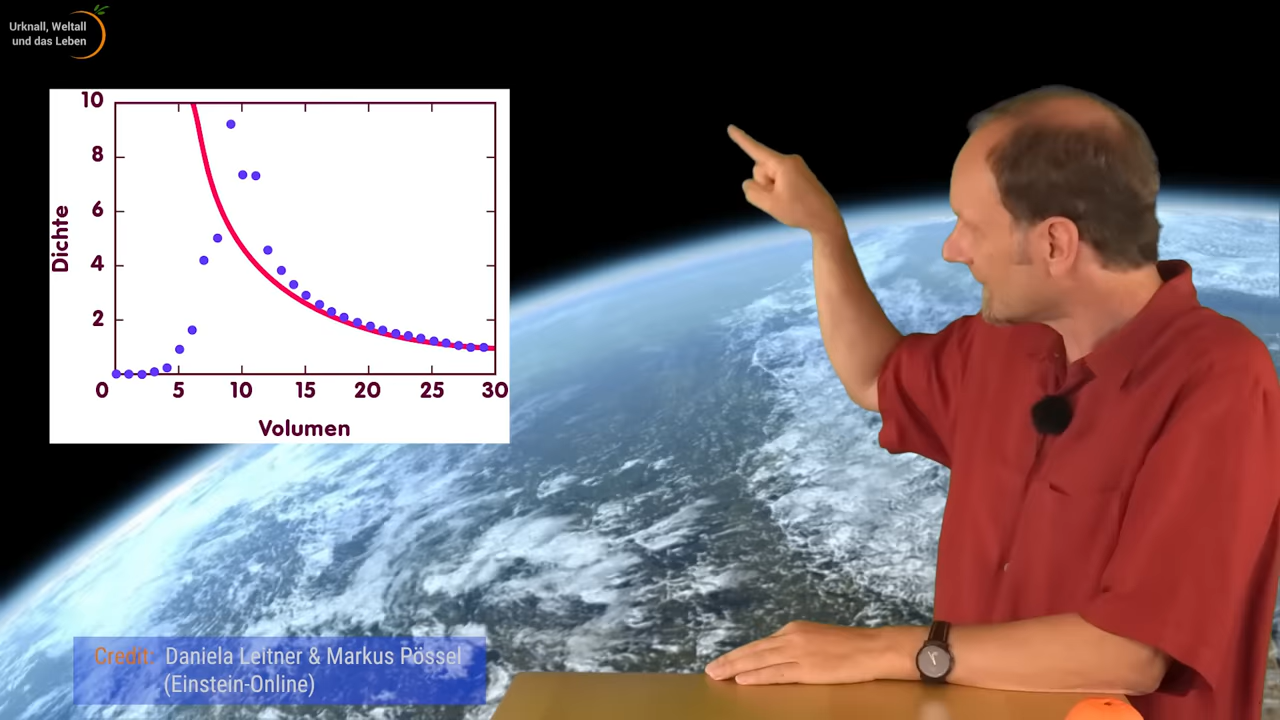 Urknall, Weltall
und das Leben
10
8
6
4
2
Dichte
0 5 10 15 20 25 30
Volumen
Credit: Daniela Leitner & Markus Pössel
(Einstein-Online)